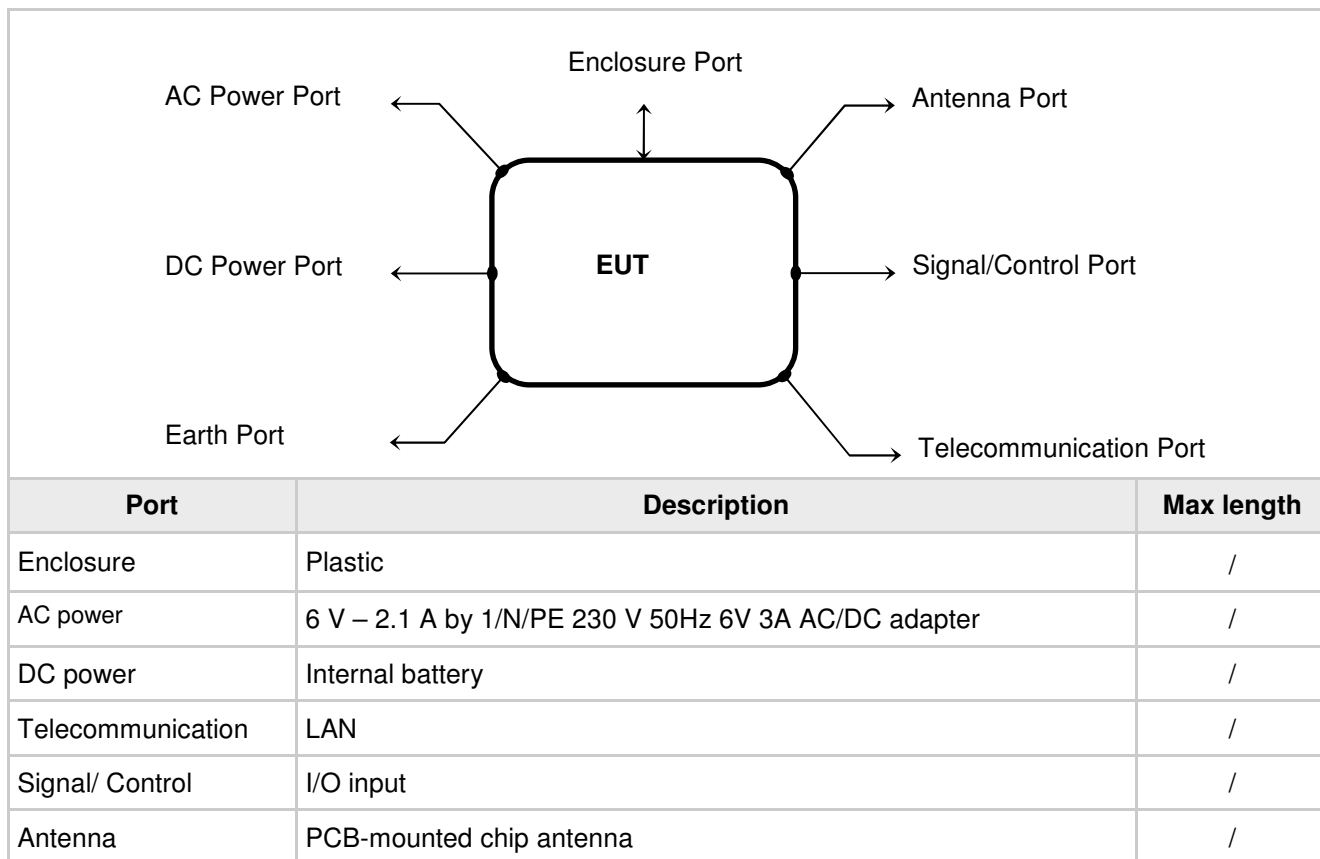 Enclosure Port
AC Power Port
Antenna Port
DC Power Port
EUT
Signal/Control Port
Earth Port
Telecommunication Port
Port Description Max length
Enclosure Plastic /
AC power 6 V – 2.1 A by 1/N/PE 230 V 50Hz 6V 3A AC/DC adapter /
DC power Internal battery /
Telecommunication LAN /
Signal/ Control I/O input /
Antenna PCB-mounted chip antenna /